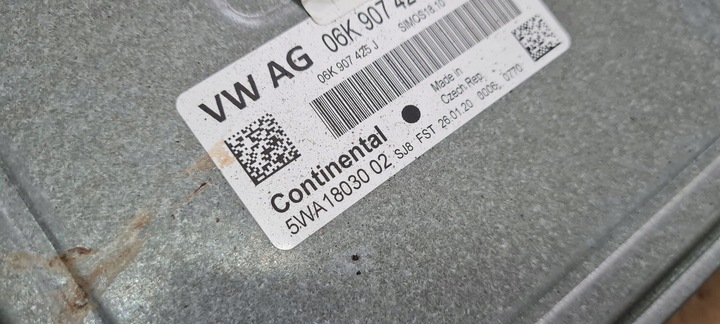 VW AG 06K 907 42
06K 907 425 J SIMOS18.10
Made in
Czech Rep.
Continental
5WA18030 02 SJ8 FST 26.01.20 9006 0770